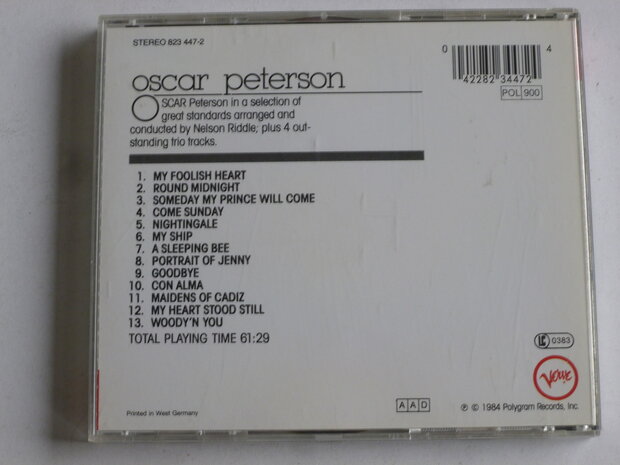 STEREO 823 447-2
0 42282 34472 4
POL 900
oscar peterson
OSCAR Peterson in a selection of
great standards arranged and
conducted by Nelson Riddle; plus 4 out-
standing trio tracks.
1. MY FOOLISH HEART
2. ROUND MIDNIGHT
3. SOMEDAY MY PRINCE WILL COME
4. COME SUNDAY
5. NIGHTINGALE
6. MY SHIP
7. A SLEEPING BEE
8. PORTRAIT OF JENNY
9. GOODBYE
10. CON ALMA
11. MAIDENS OF CADIZ
12. MY HEART STOOD STILL
13. WOODY'N YOU
TOTAL PLAYING TIME 61:29
LC 0383
Verve
Printed in West Germany
AAD
℗ © 1984 Polygram Records, Inc.